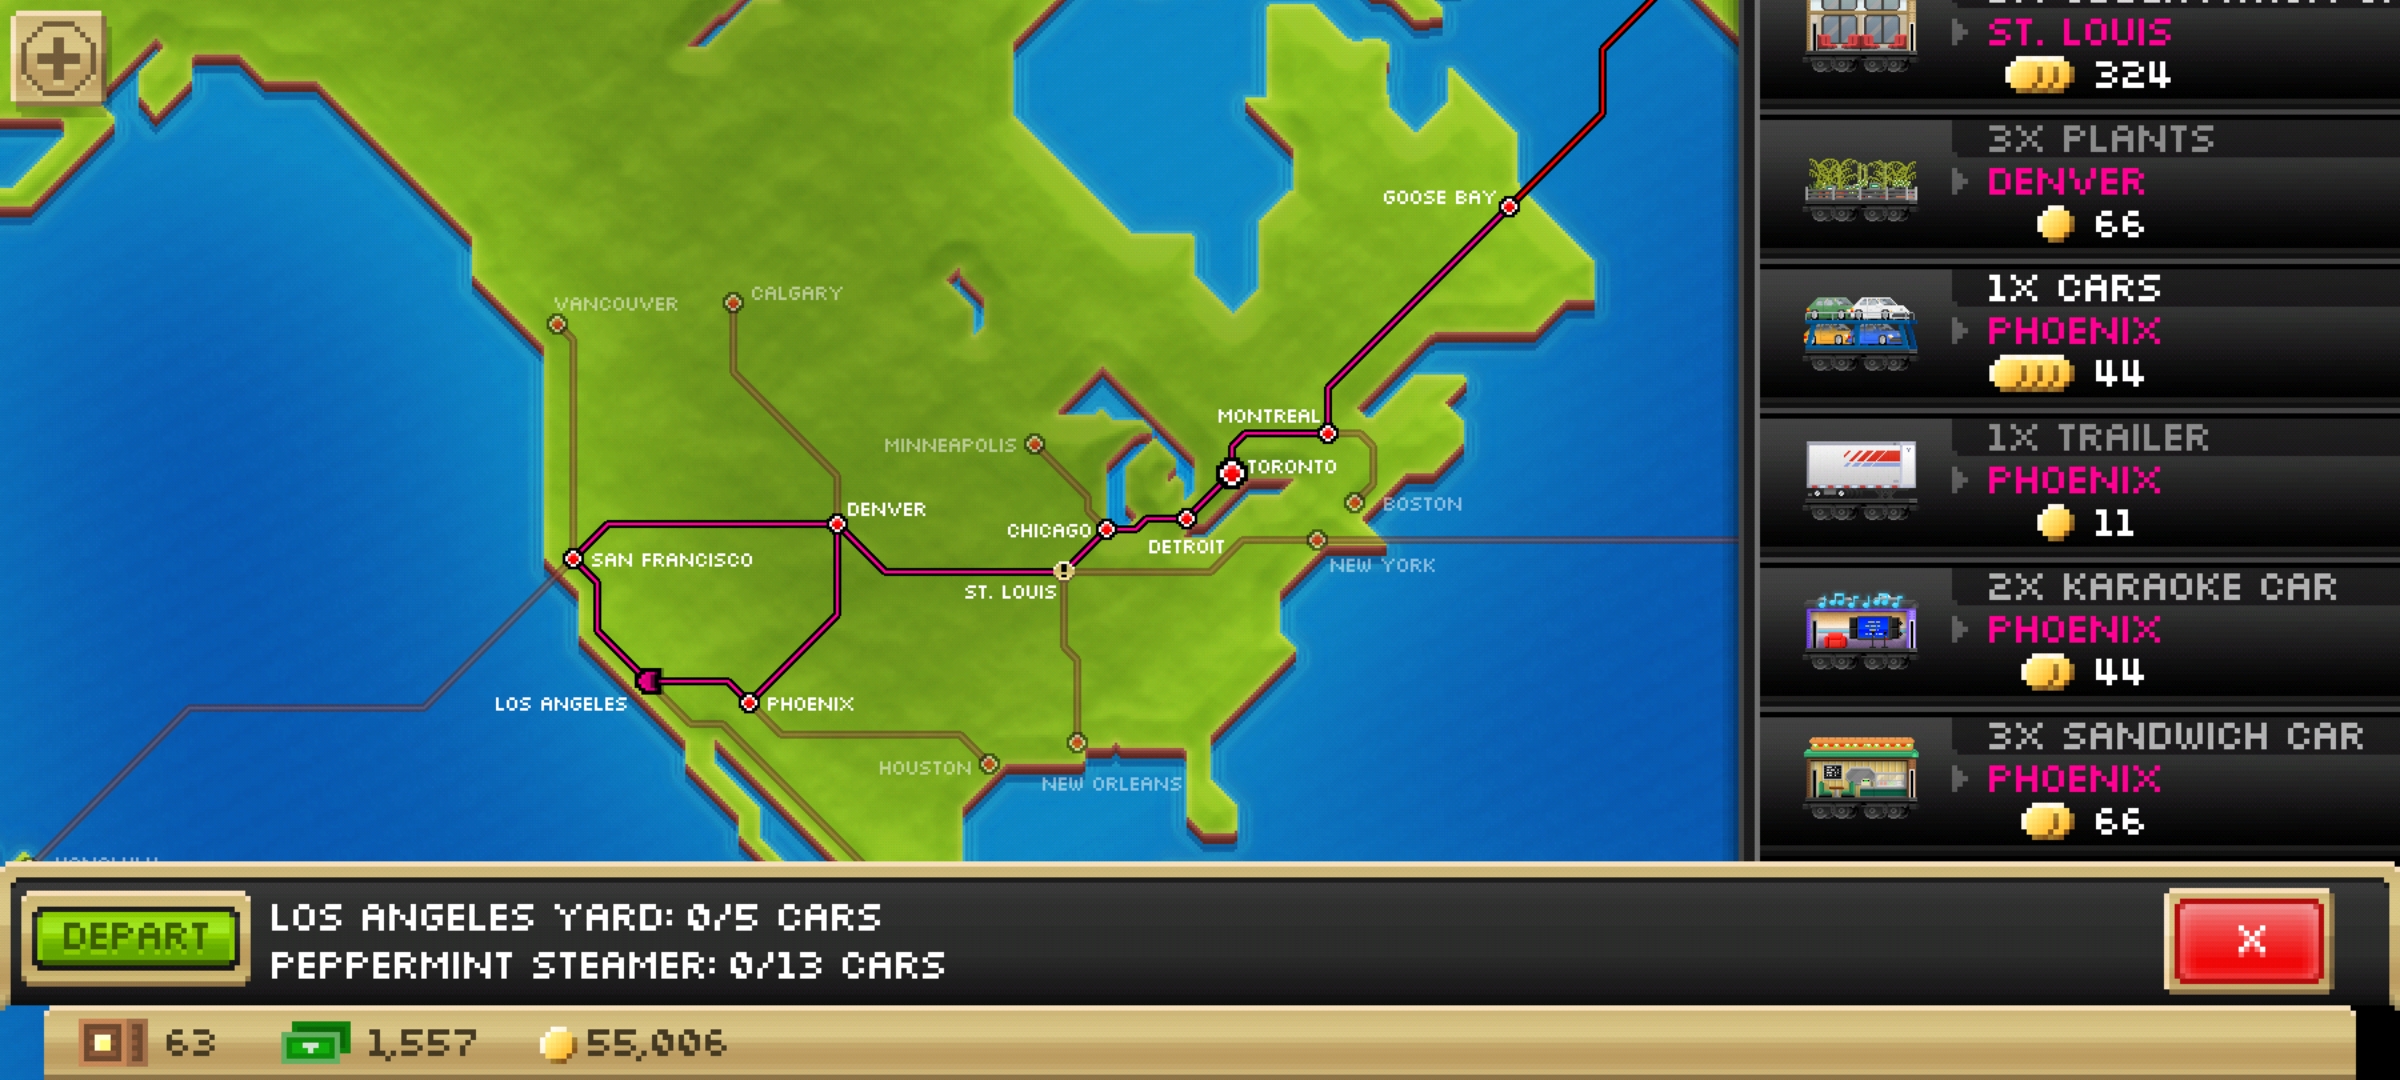 ST. LOUIS
324
3X PLANTS
DENVER
66
1X CARS
PHOENIX
44
1X TRAILER
PHOENIX
11
2X KARAOKE CAR
PHOENIX
44
3X SANDWICH CAR
PHOENIX
66
GOOSE BAY
VANCOUVER
CALGARY
MONTREAL
MINNEAPOLIS
TORONTO
BOSTON
DENVER
CHICAGO
DETROIT
SAN FRANCISCO
NEW YORK
ST. LOUIS
LOS ANGELES
PHOENIX
HOUSTON
NEW ORLEANS
DEPART
LOS ANGELES YARD: 0/5 CARS
PEPPERMINT STEAMER: 0/13 CARS
X
63
1,557
55,006